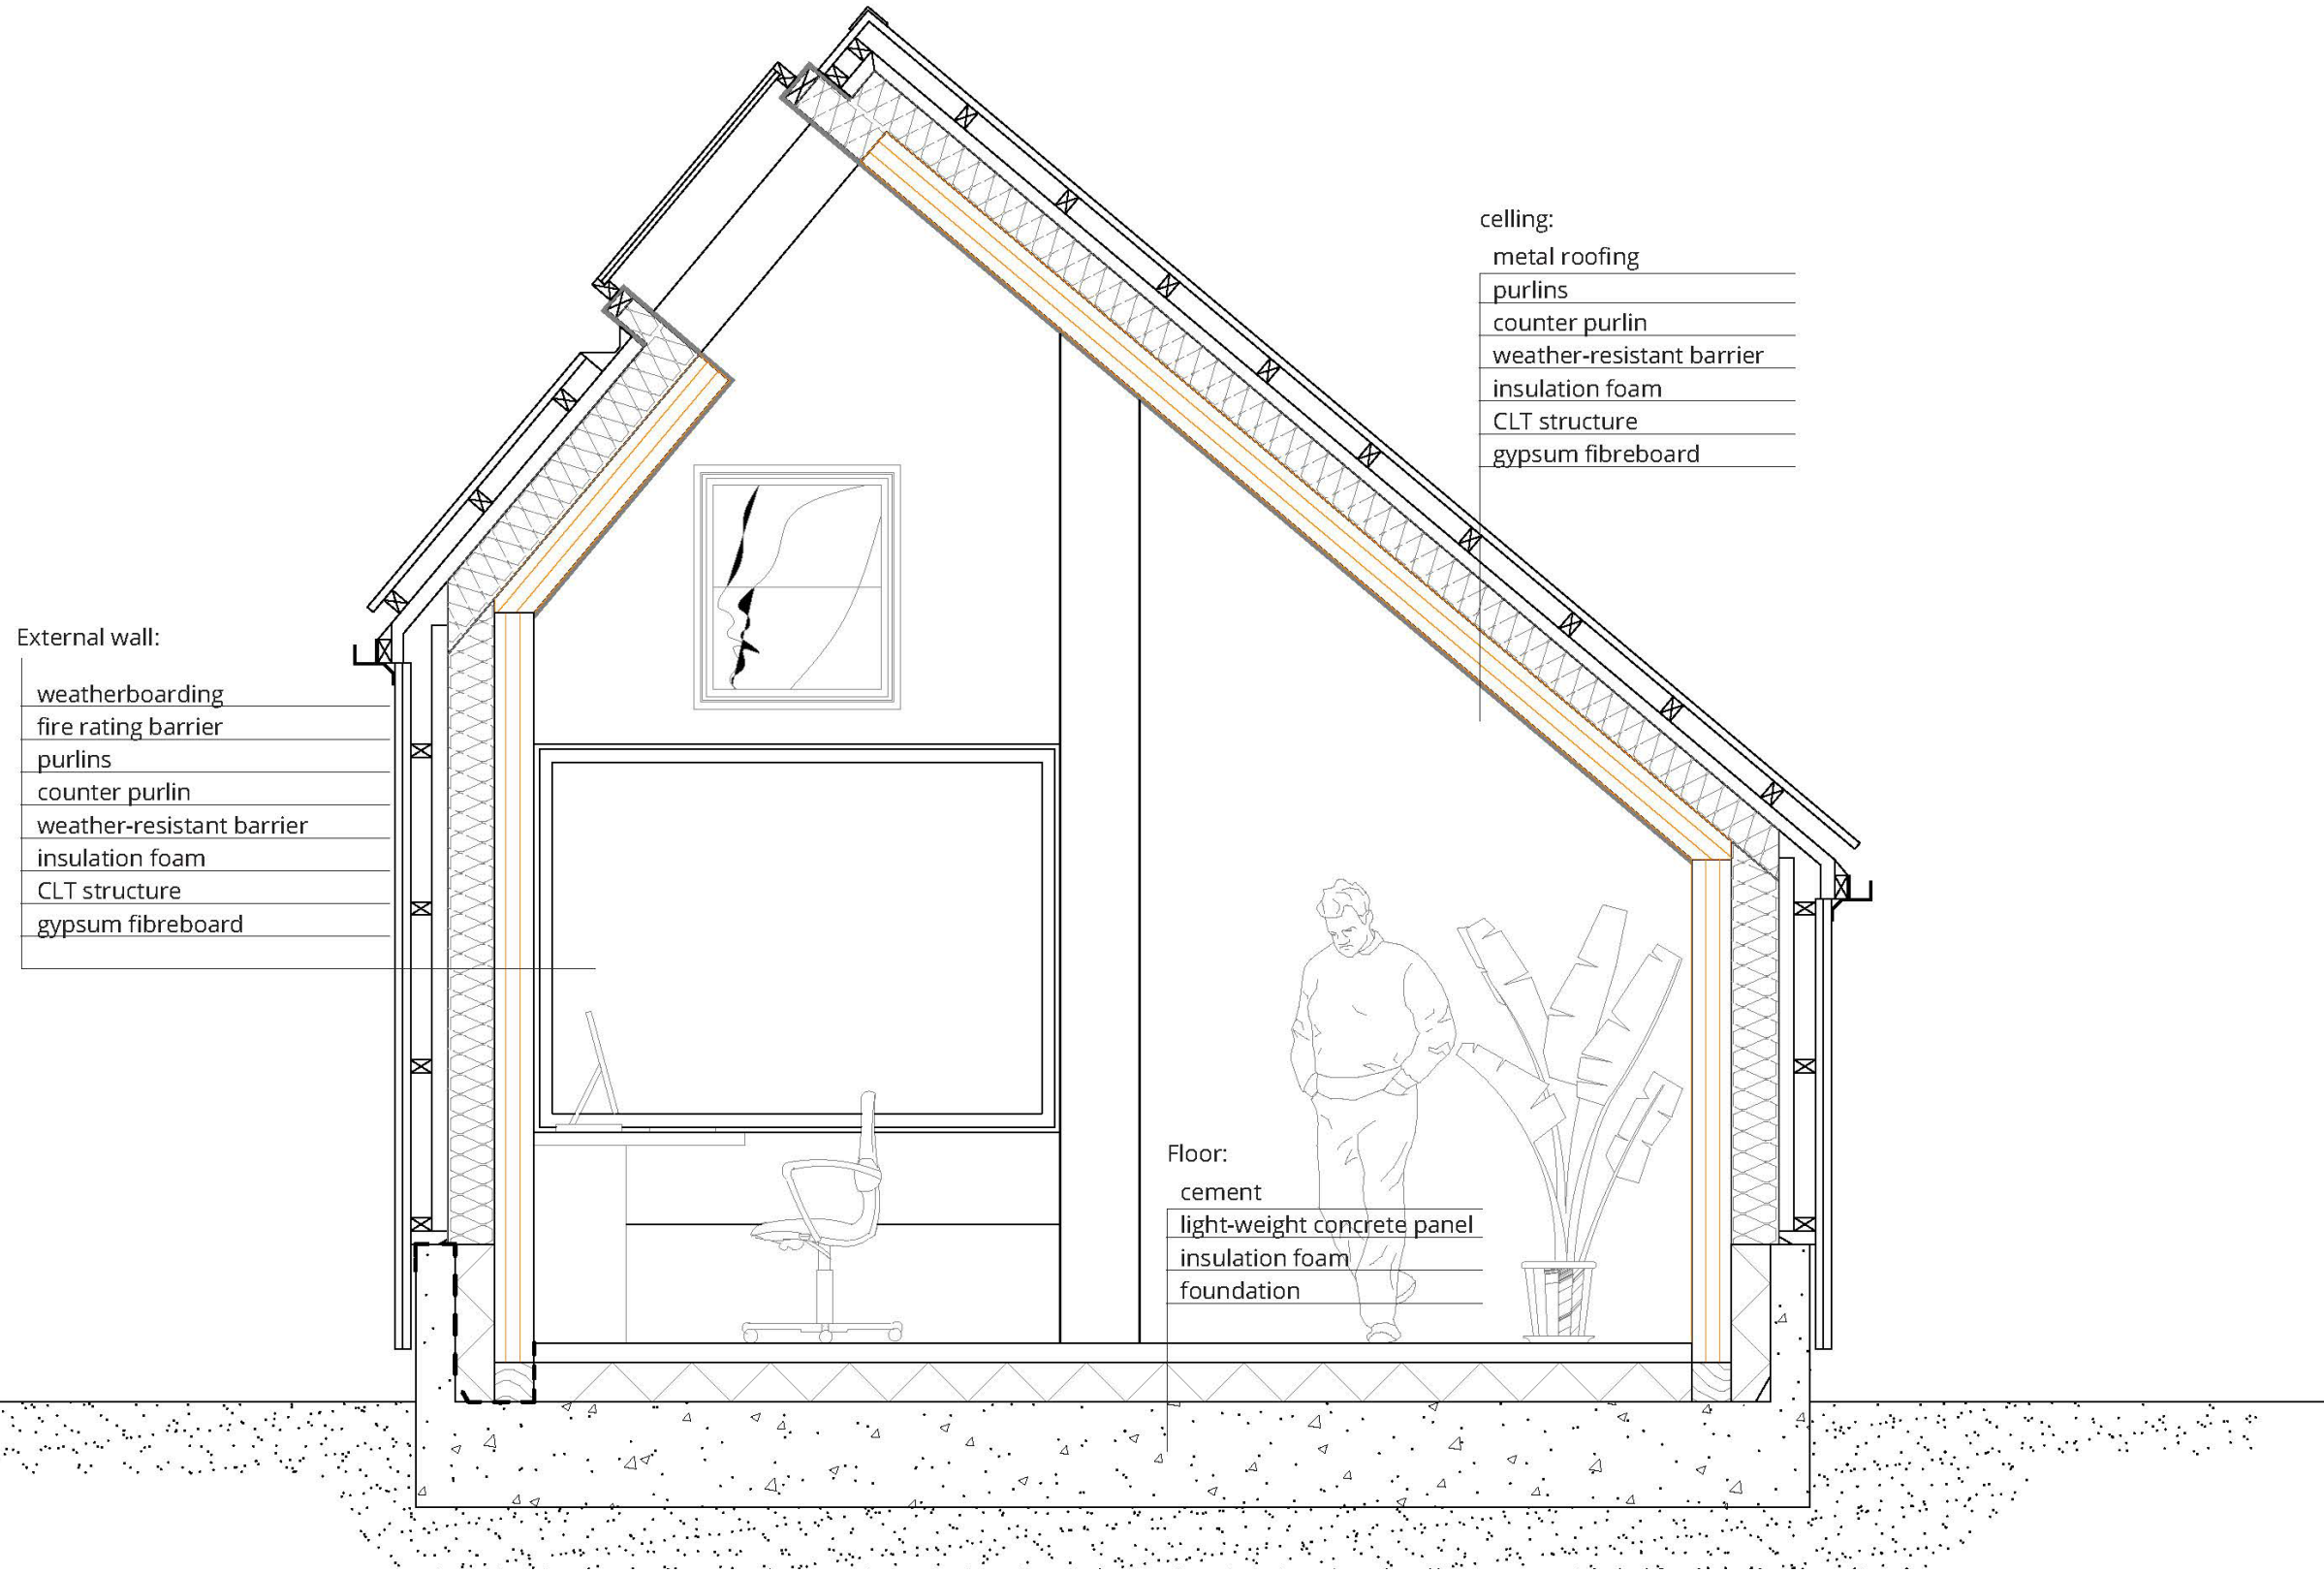 celling:
metal roofing
purlins
counter purlin
weather-resistant barrier
insulation foam
CLT structure
gypsum fibreboard
External wall:
weatherboarding
fire rating barrier
purlins
counter purlin
weather-resistant barrier
insulation foam
CLT structure
gypsum fibreboard
Floor:
cement
light-weight concrete panel
insulation foam
foundation